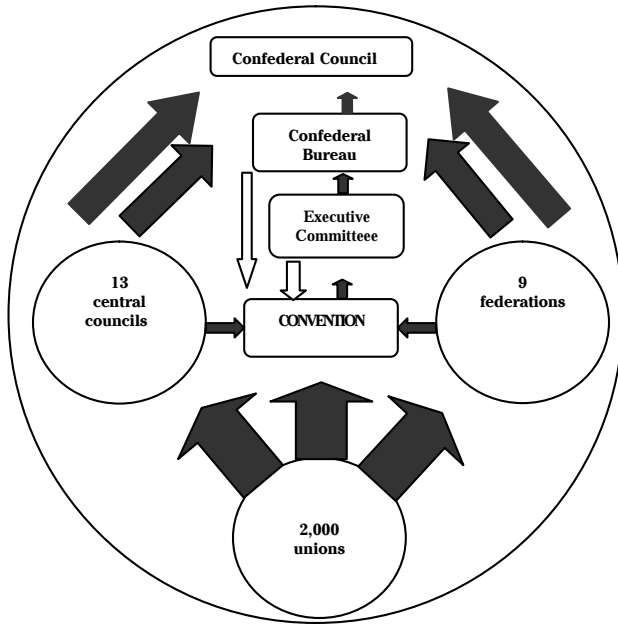 Confederal Council
Confederal
Bureau
Executive
Committeee
13
central
councils
9
federations
CONVENTION
2,000
unions